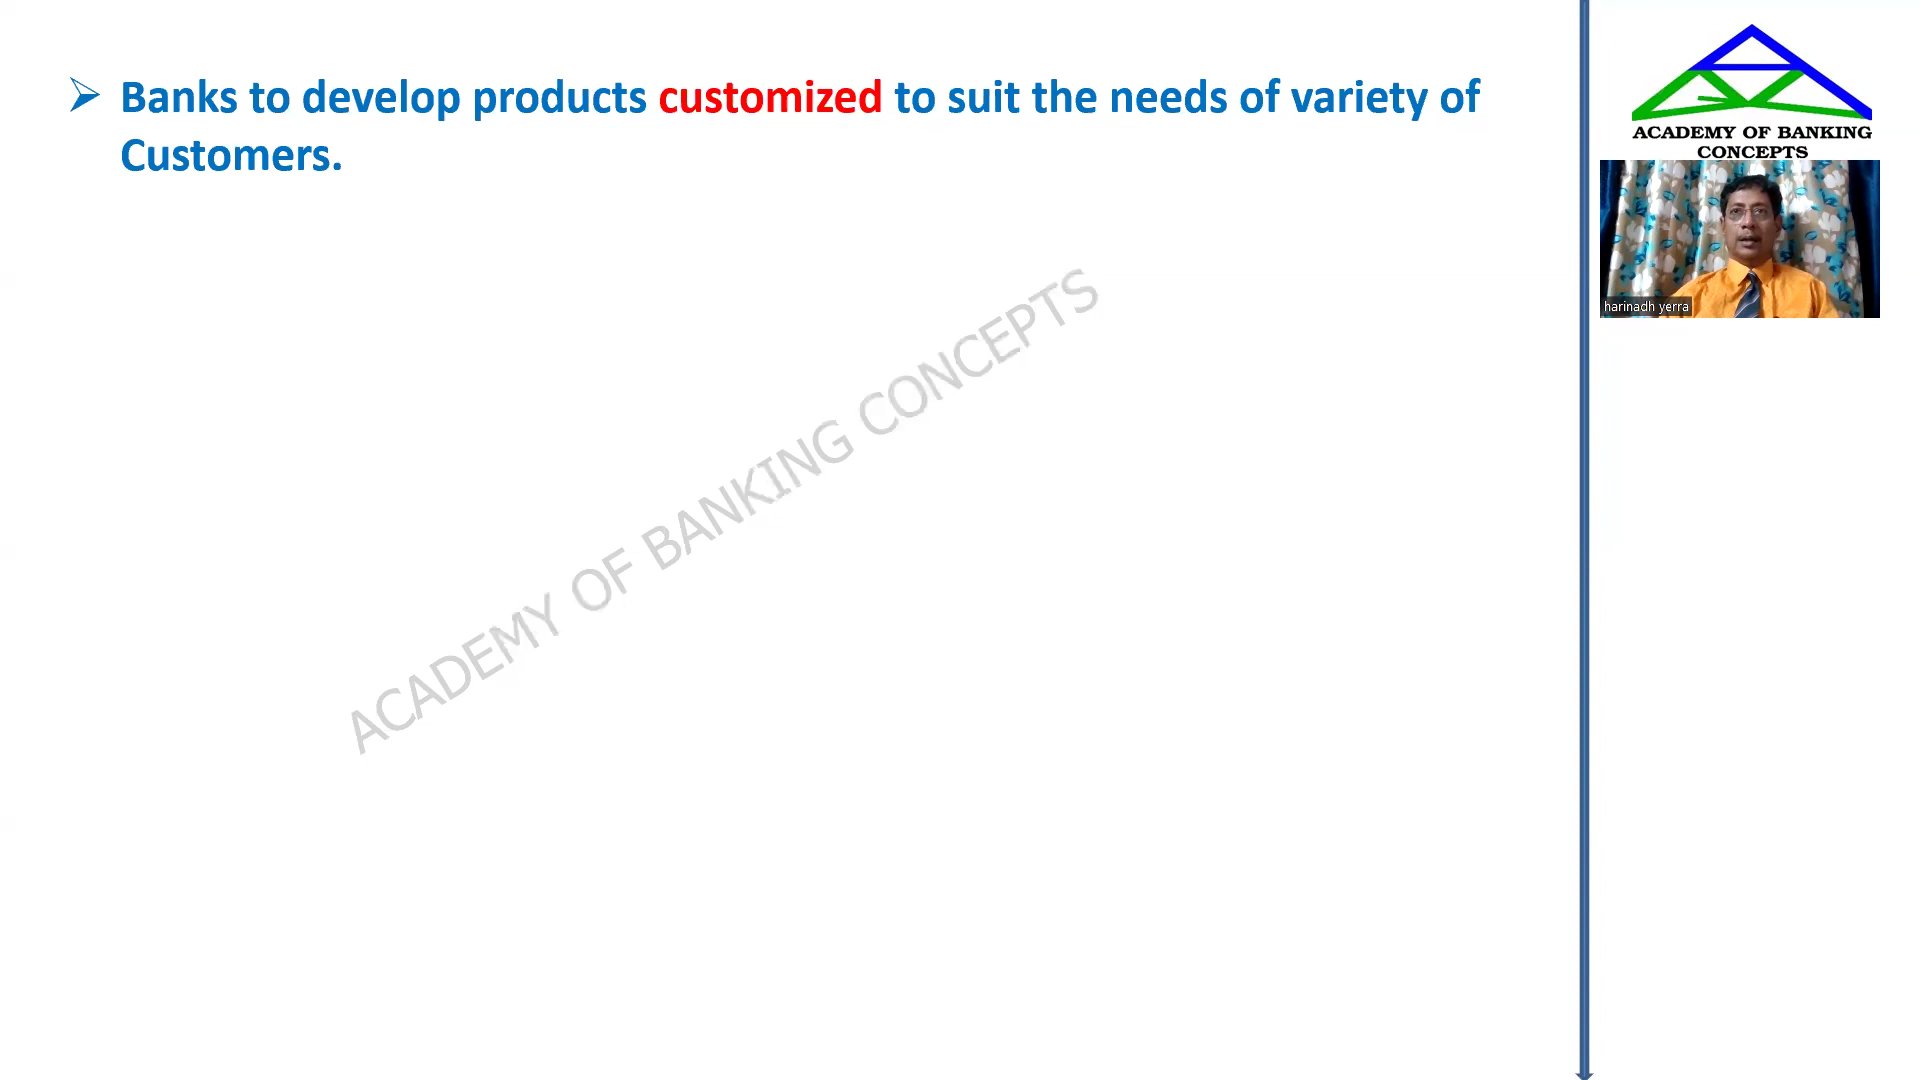 Banks to develop products customized to suit the needs of variety of
Customers.
ACADEMY OF BANKING CONCEPTS
ACADEMY OF BANKING
CONCEPTS
harinadh yerra